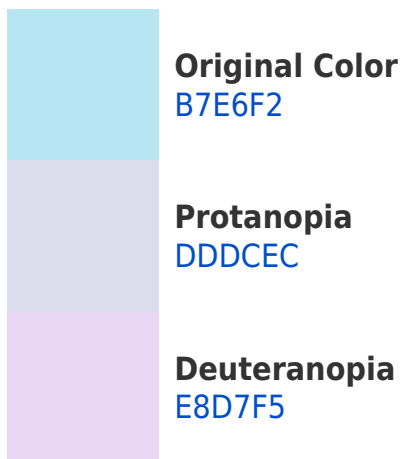 Original Color
B7E6F2
Protanopia
DDDCEC
Deuteranopia
E8D7F5